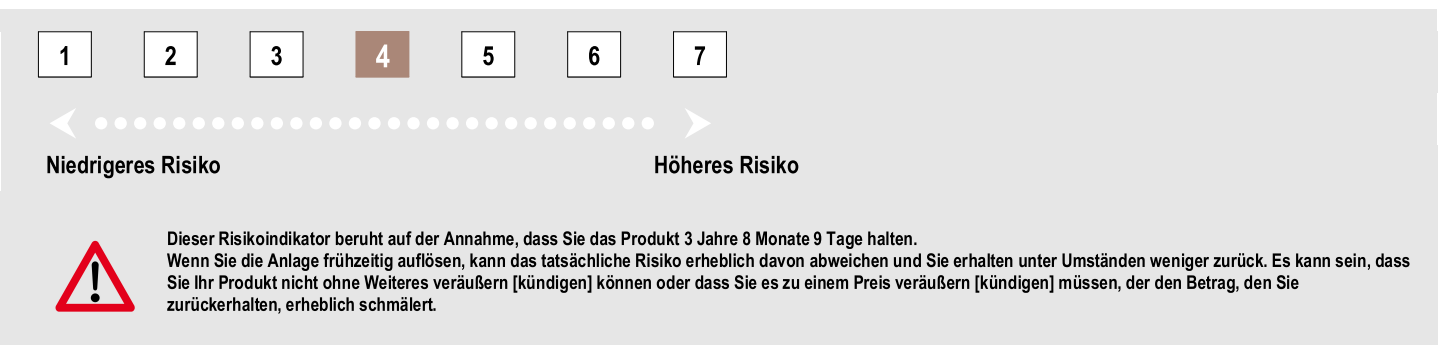 1 2 3 4 5 6 7
Niedrigeres Risiko Höheres Risiko
Dieser Risikoindikator beruht auf der Annahme, dass Sie das Produkt 3 Jahre 8 Monate 9 Tage halten.
Wenn Sie die Anlage frühzeitig auflösen, kann das tatsächliche Risiko erheblich davon abweichen und Sie erhalten unter Umständen weniger zurück. Es kann sein, dass
Sie Ihr Produkt nicht ohne Weiteres veräußern [kündigen] können oder dass Sie es zu einem Preis veräußern [kündigen] müssen, der den Betrag, den Sie
zurückerhalten, erheblich schmälert.